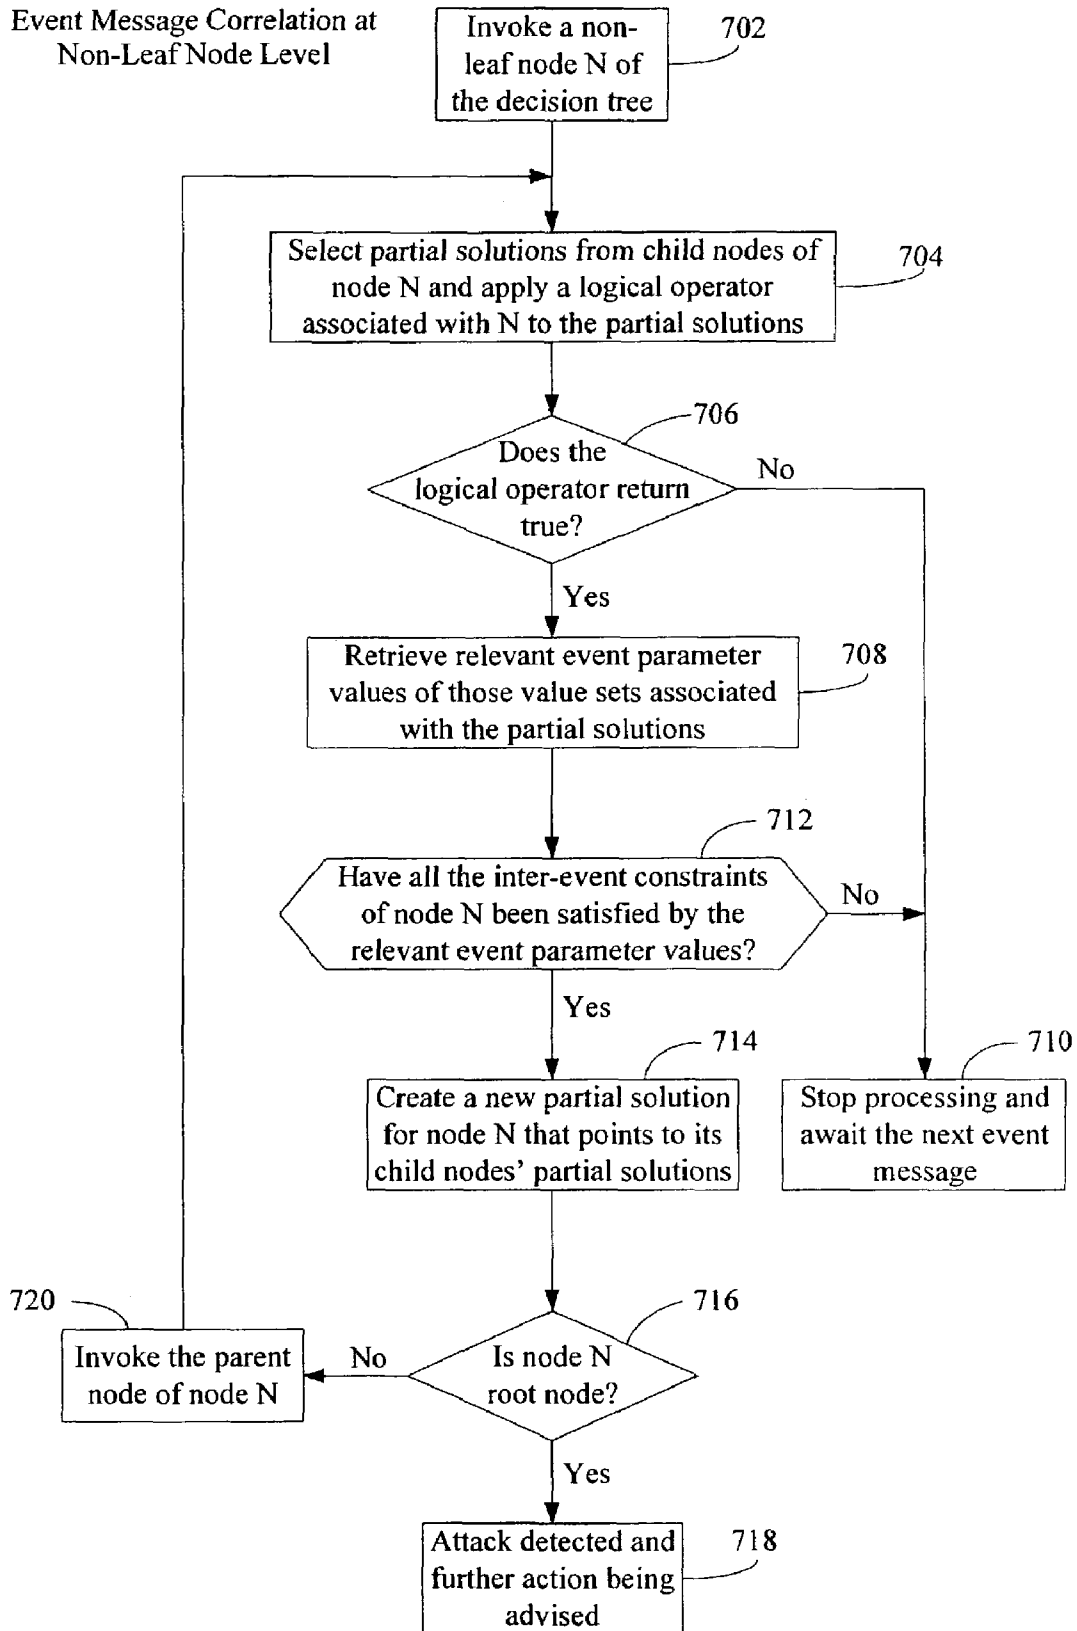 Event Message Correlation at
Non-Leaf Node Level
Invoke a non-
leaf node N of
the decision tree
702
Select partial solutions from child nodes of
node N and apply a logical operator
associated with N to the partial solutions
704
706
Does the
logical operator return
true?
No
Yes
Retrieve relevant event parameter
values of those value sets associated
with the partial solutions
708
712
Have all the inter-event constraints
of node N been satisfied by the
relevant event parameter values?
No
Yes
714
710
Create a new partial solution
for node N that points to its
child nodes' partial solutions
Stop processing and
await the next event
message
720
716
Invoke the parent
node of node N
No
Is node N
root node?
Yes
Attack detected and
further action being
advised
718